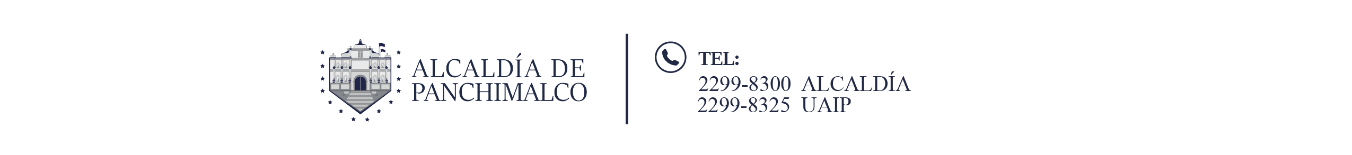 ALCALDÍA DE
PANCHIMALCO
TEL:
2299-8300 ALCALDÍA
2299-8325 UAIP